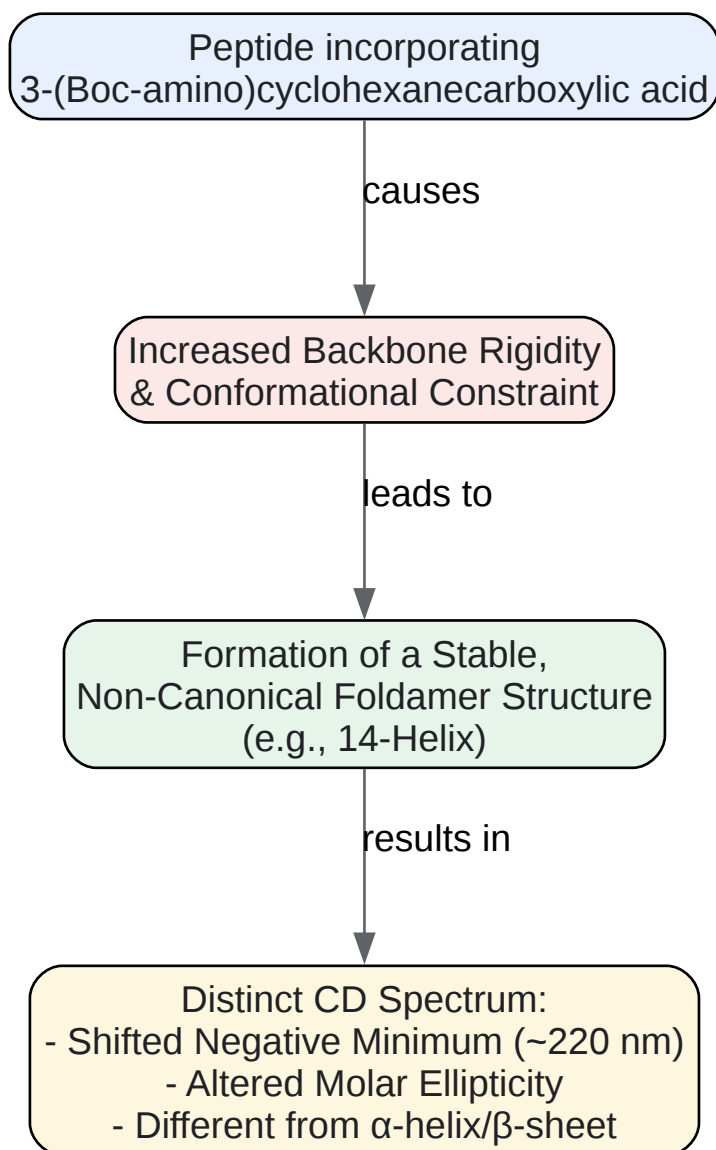 Peptide incorporating
3-(Boc-amino)cyclohexanecarboxylic acid
causes
Increased Backbone Rigidity
& Conformational Constraint
leads to
Formation of a Stable,
Non-Canonical Foldamer Structure
(e.g., 14-Helix)
results in
Distinct CD Spectrum:
- Shifted Negative Minimum (~220 nm)
- Altered Molar Ellipticity
- Different from α-helix/β-sheet